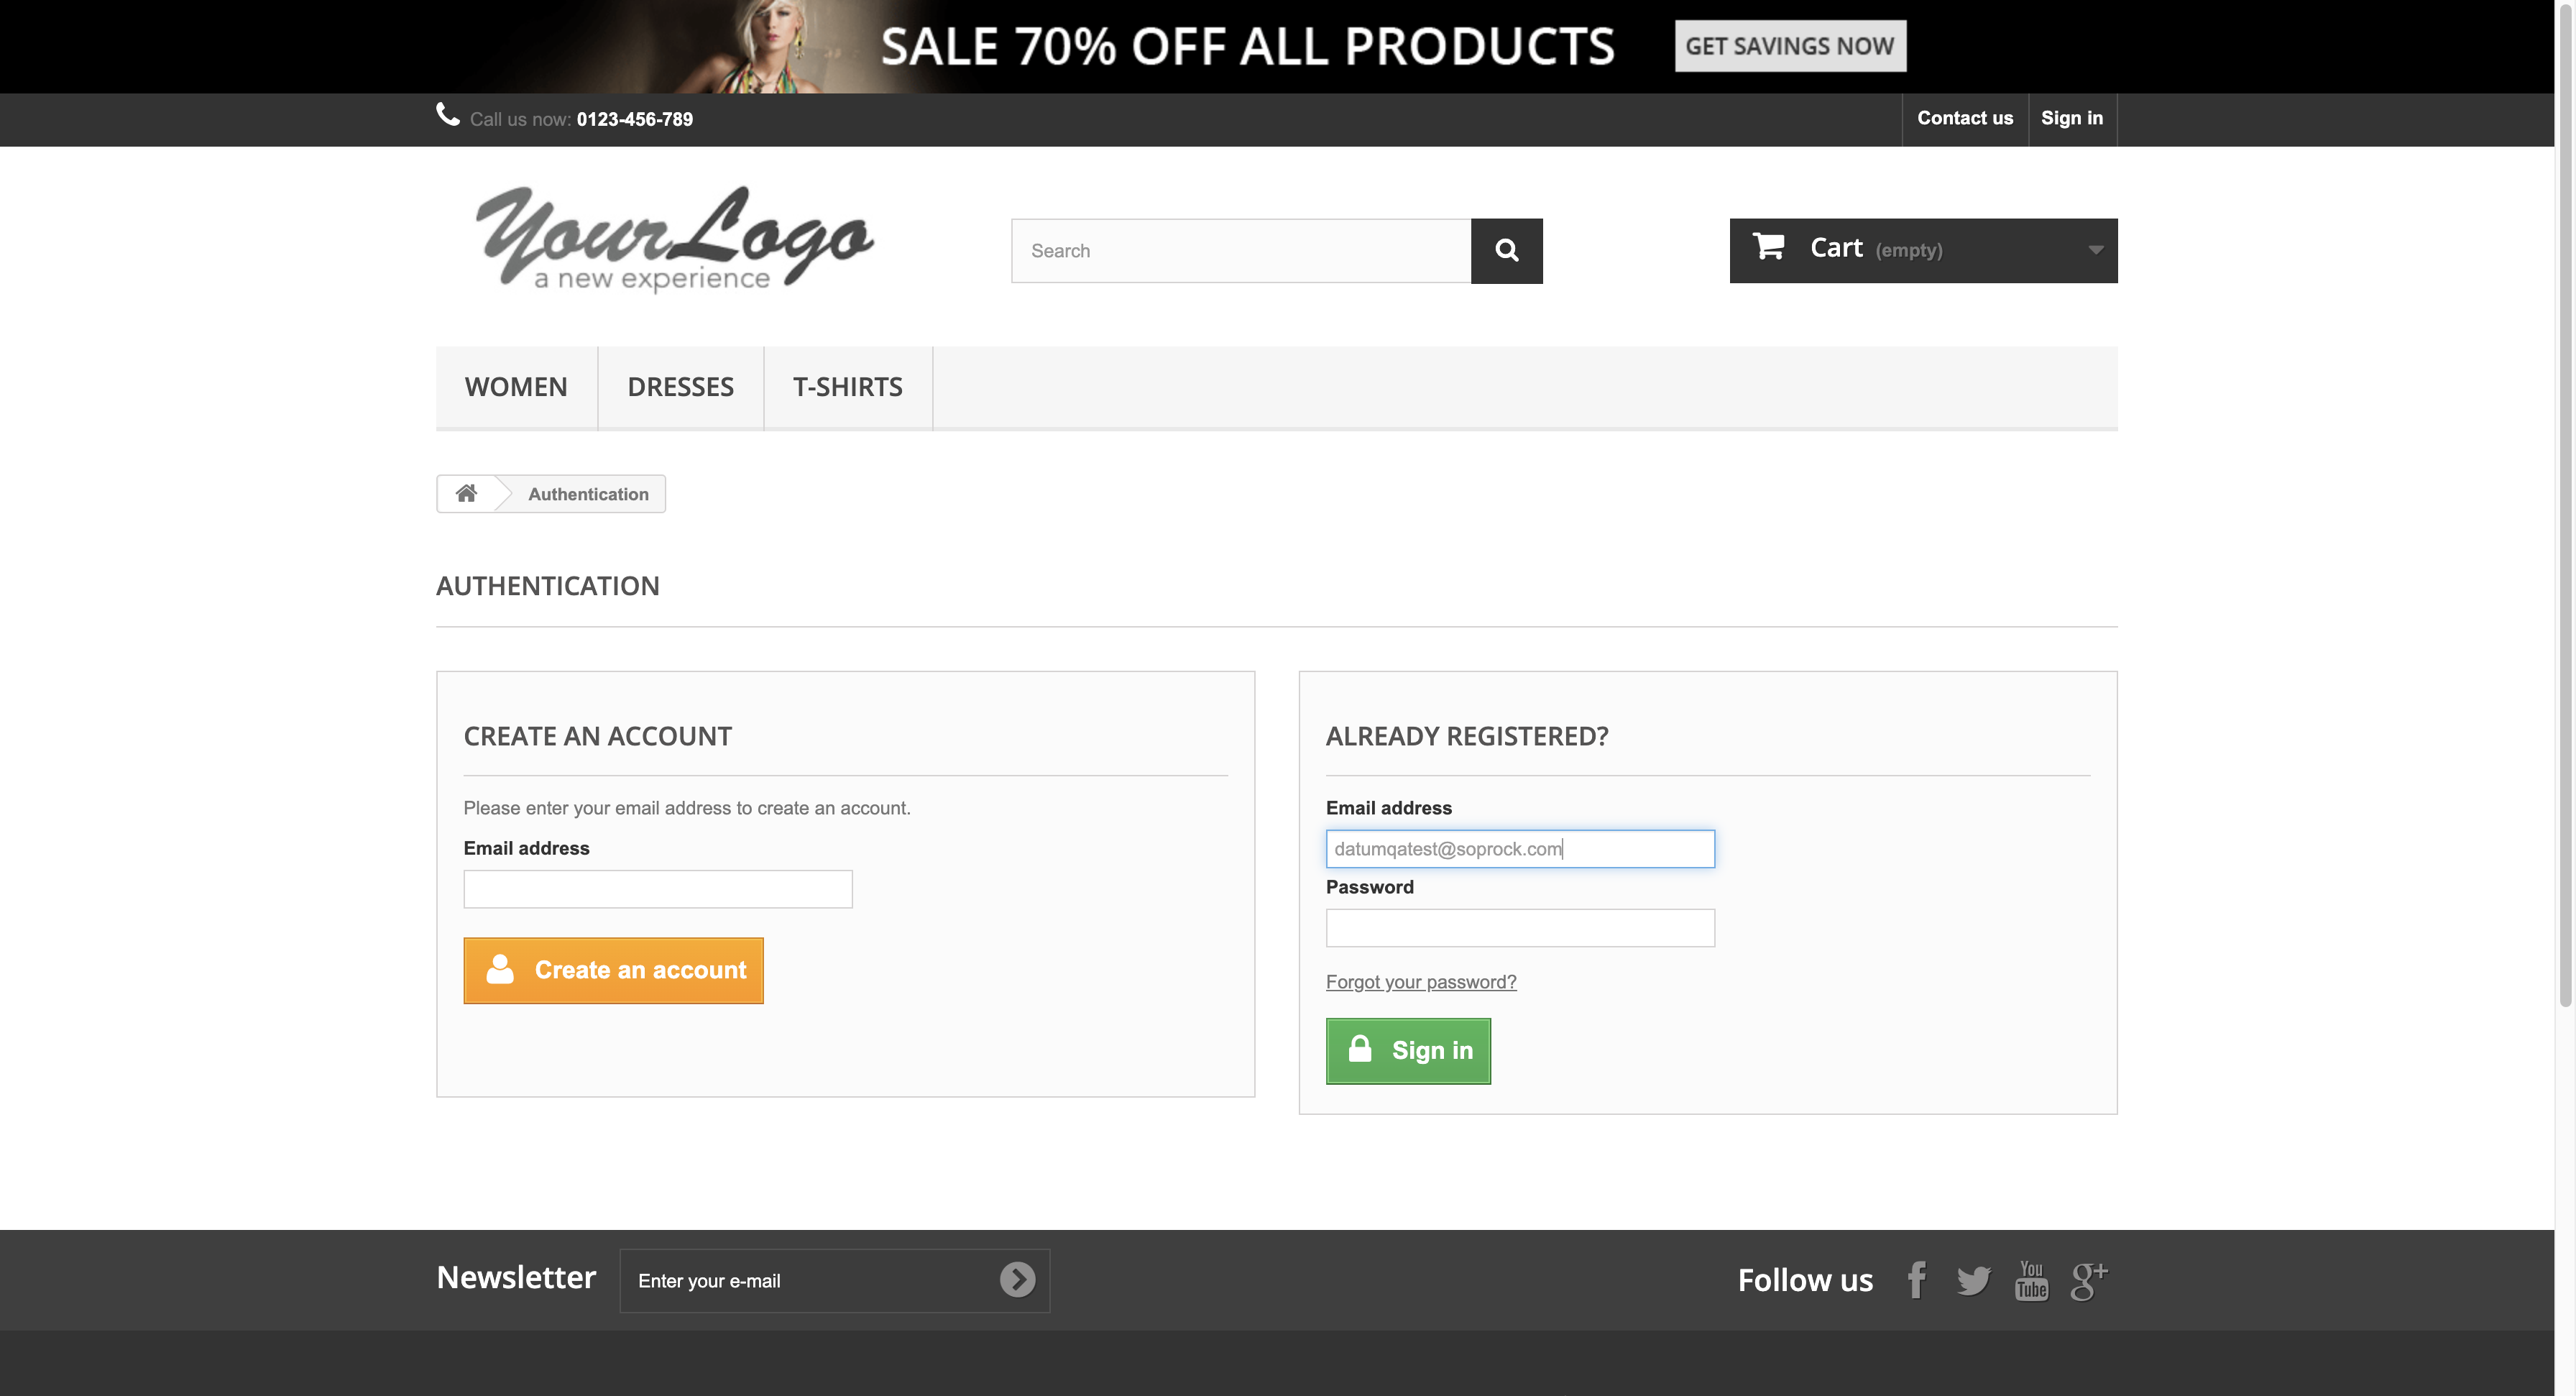 SALE 70% OFF ALL PRODUCTS
GET SAVINGS NOW
Call us now: 0123-456-789
Contact us
Sign in
Your Logo
a new experience
Search
Cart (empty)
WOMEN
DRESSES
T-SHIRTS
Authentication
AUTHENTICATION
CREATE AN ACCOUNT
Please enter your email address to create an account.
Email address
Create an account
ALREADY REGISTERED?
Email address
datumqatest@soprock.com
Password
Forgot your password?
Sign in
Newsletter
Enter your e-mail
Follow us
f
You
Tube
g+